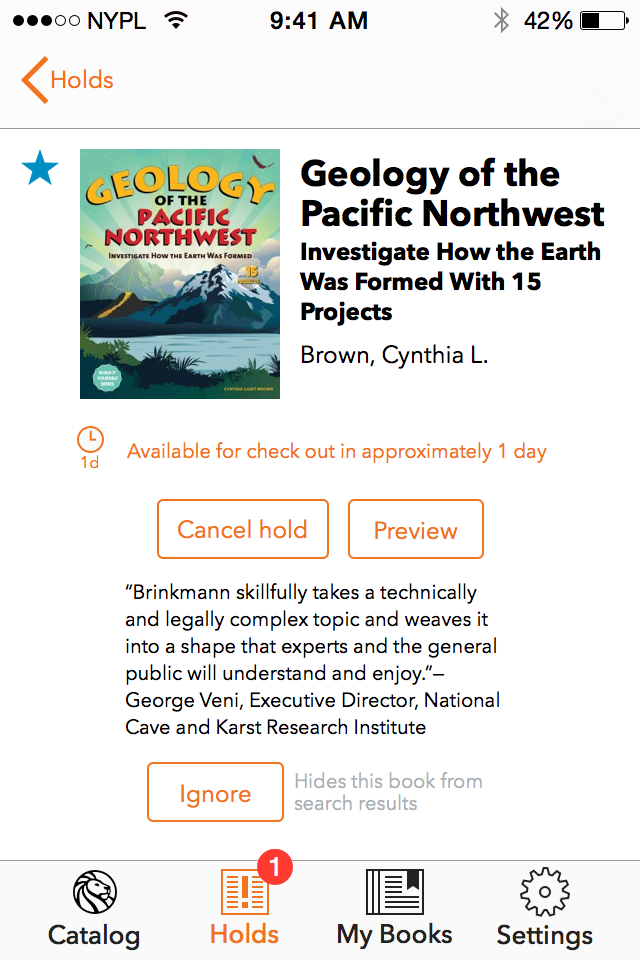 NYPL 9:41 AM 42%
Holds
GEOLOGY
OF THE
PACIFIC
NORTHWEST
INVESTIGATE HOW THE EARTH WAS FORMED
15
PROJECTS
BUILD IT
YOURSELF
SERIES
CYNTHIA LIGHT BROWN
Geology of the
Pacific Northwest
Investigate How the Earth
Was Formed With 15
Projects
Brown, Cynthia L.
1d
Available for check out in approximately 1 day
Cancel hold
Preview
“Brinkmann skillfully takes a technically
and legally complex topic and weaves it
into a shape that experts and the general
public will understand and enjoy.”–
George Veni, Executive Director, National
Cave and Karst Research Institute
Ignore
Hides this book from
search results
1
Catalog
Holds
My Books
Settings